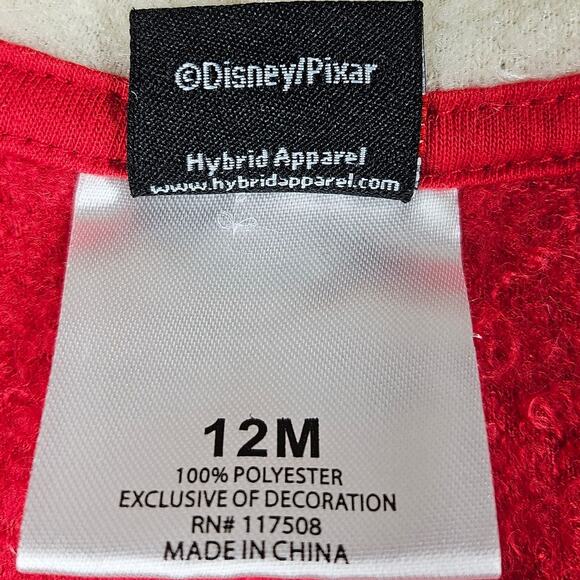 ©Disney/Pixar
Hybrid Apparel
www.hybridapparel.com
12M
100% POLYESTER
EXCLUSIVE OF DECORATION
RN# 117508
MADE IN CHINA